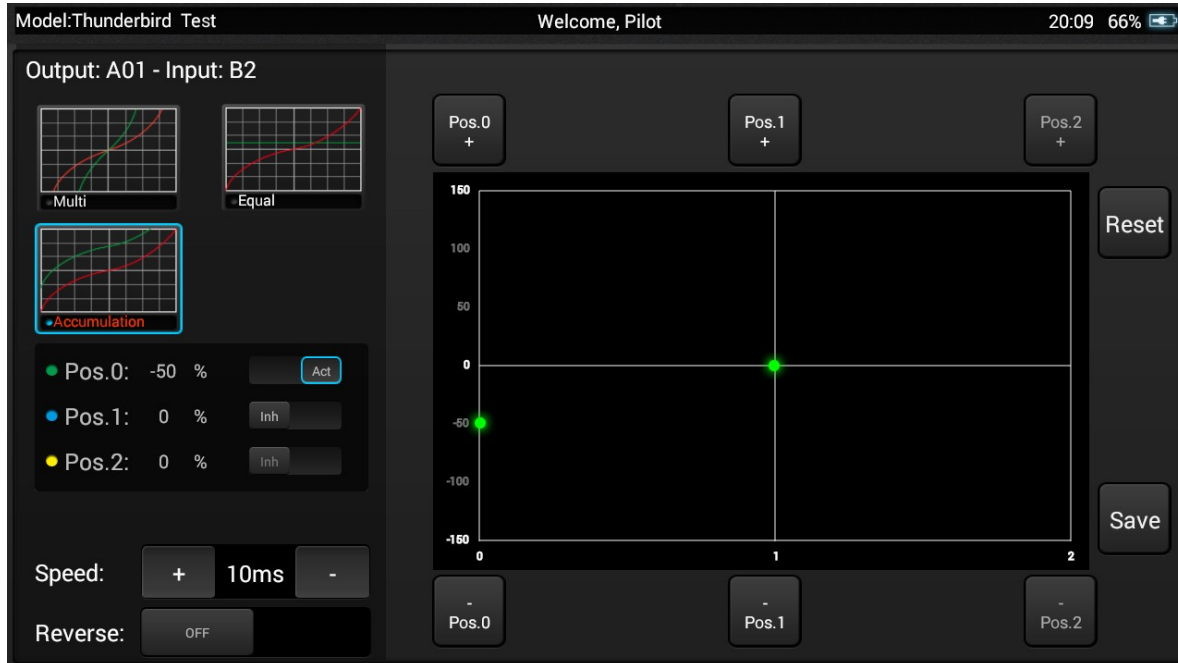 Model:Thunderbird Test
Welcome, Pilot
20:09 66%
Output: A01 - Input: B2
Multi
Equal
Accumulation
Pos.0: -50 % Act
Pos.1: 0 % Inh
Pos.2: 0 % Inh
Speed: + 10ms -
Reverse: OFF
Pos.0
+
Pos.1
+
Pos.2
+
150
100
50
0
-50
-100
-150
0 1 2
-
Pos.0
-
Pos.1
-
Pos.2
Reset
Save